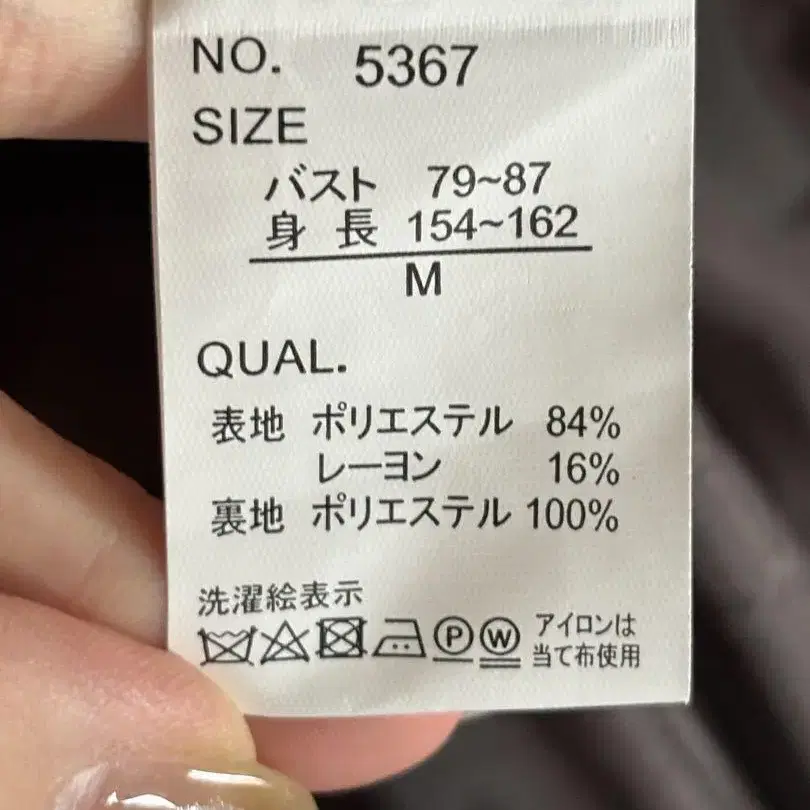 NO. 5367
SIZE
バスト 79~87
身 長 154~162
M
QUAL.
表地 ポリエステル 84%
レーヨン 16%
裏地 ポリエステル 100%
洗濯絵表示
P W アイロンは
当て布使用